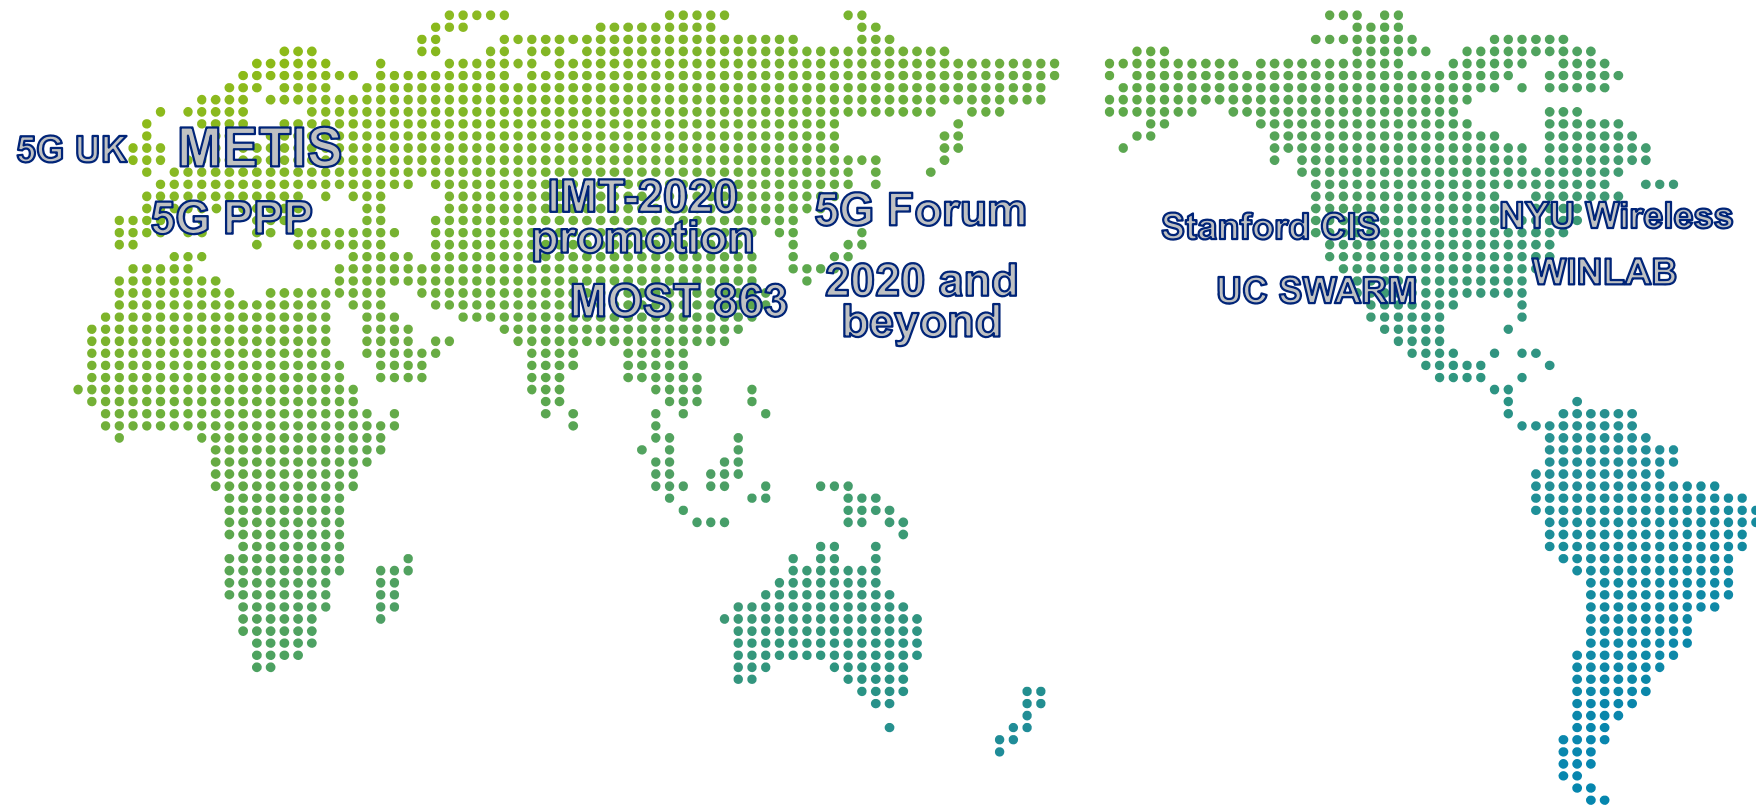 5G UK
METIS
5G PPP
IMT-2020
promotion
MOST 863
5G Forum
2020 and
beyond
Stanford CIS
UC SWARM
NYU Wireless
WINLAB